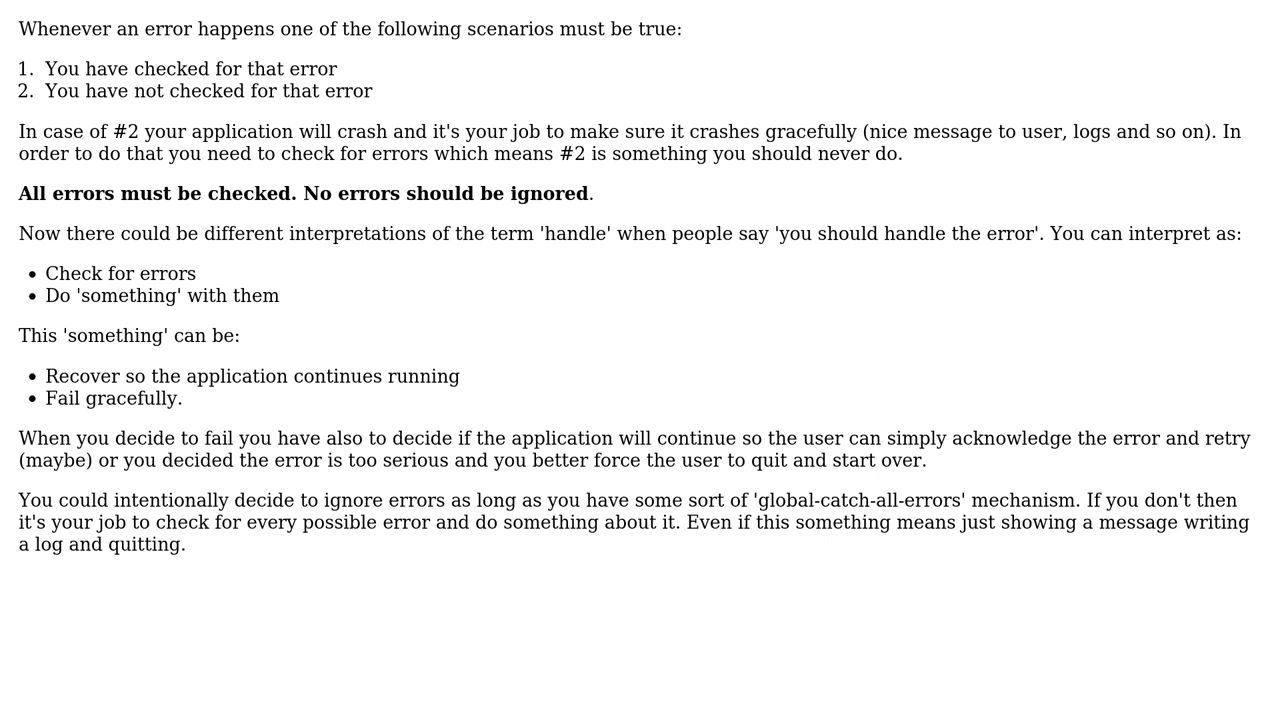 Whenever an error happens one of the following scenarios must be true:
1. You have checked for that error
2. You have not checked for that error
In case of #2 your application will crash and it's your job to make sure it crashes gracefully (nice message to user, logs and so on). In
order to do that you need to check for errors which means #2 is something you should never do.
All errors must be checked. No errors should be ignored.
Now there could be different interpretations of the term 'handle' when people say 'you should handle the error'. You can interpret as:
• Check for errors
• Do 'something' with them
This 'something' can be:
• Recover so the application continues running
• Fail gracefully.
When you decide to fail you have also to decide if the application will continue so the user can simply acknowledge the error and retry
(maybe) or you decided the error is too serious and you better force the user to quit and start over.
You could intentionally decide to ignore errors as long as you have some sort of 'global-catch-all-errors' mechanism. If you don't then
it's your job to check for every possible error and do something about it. Even if this something means just showing a message writing
a log and quitting.